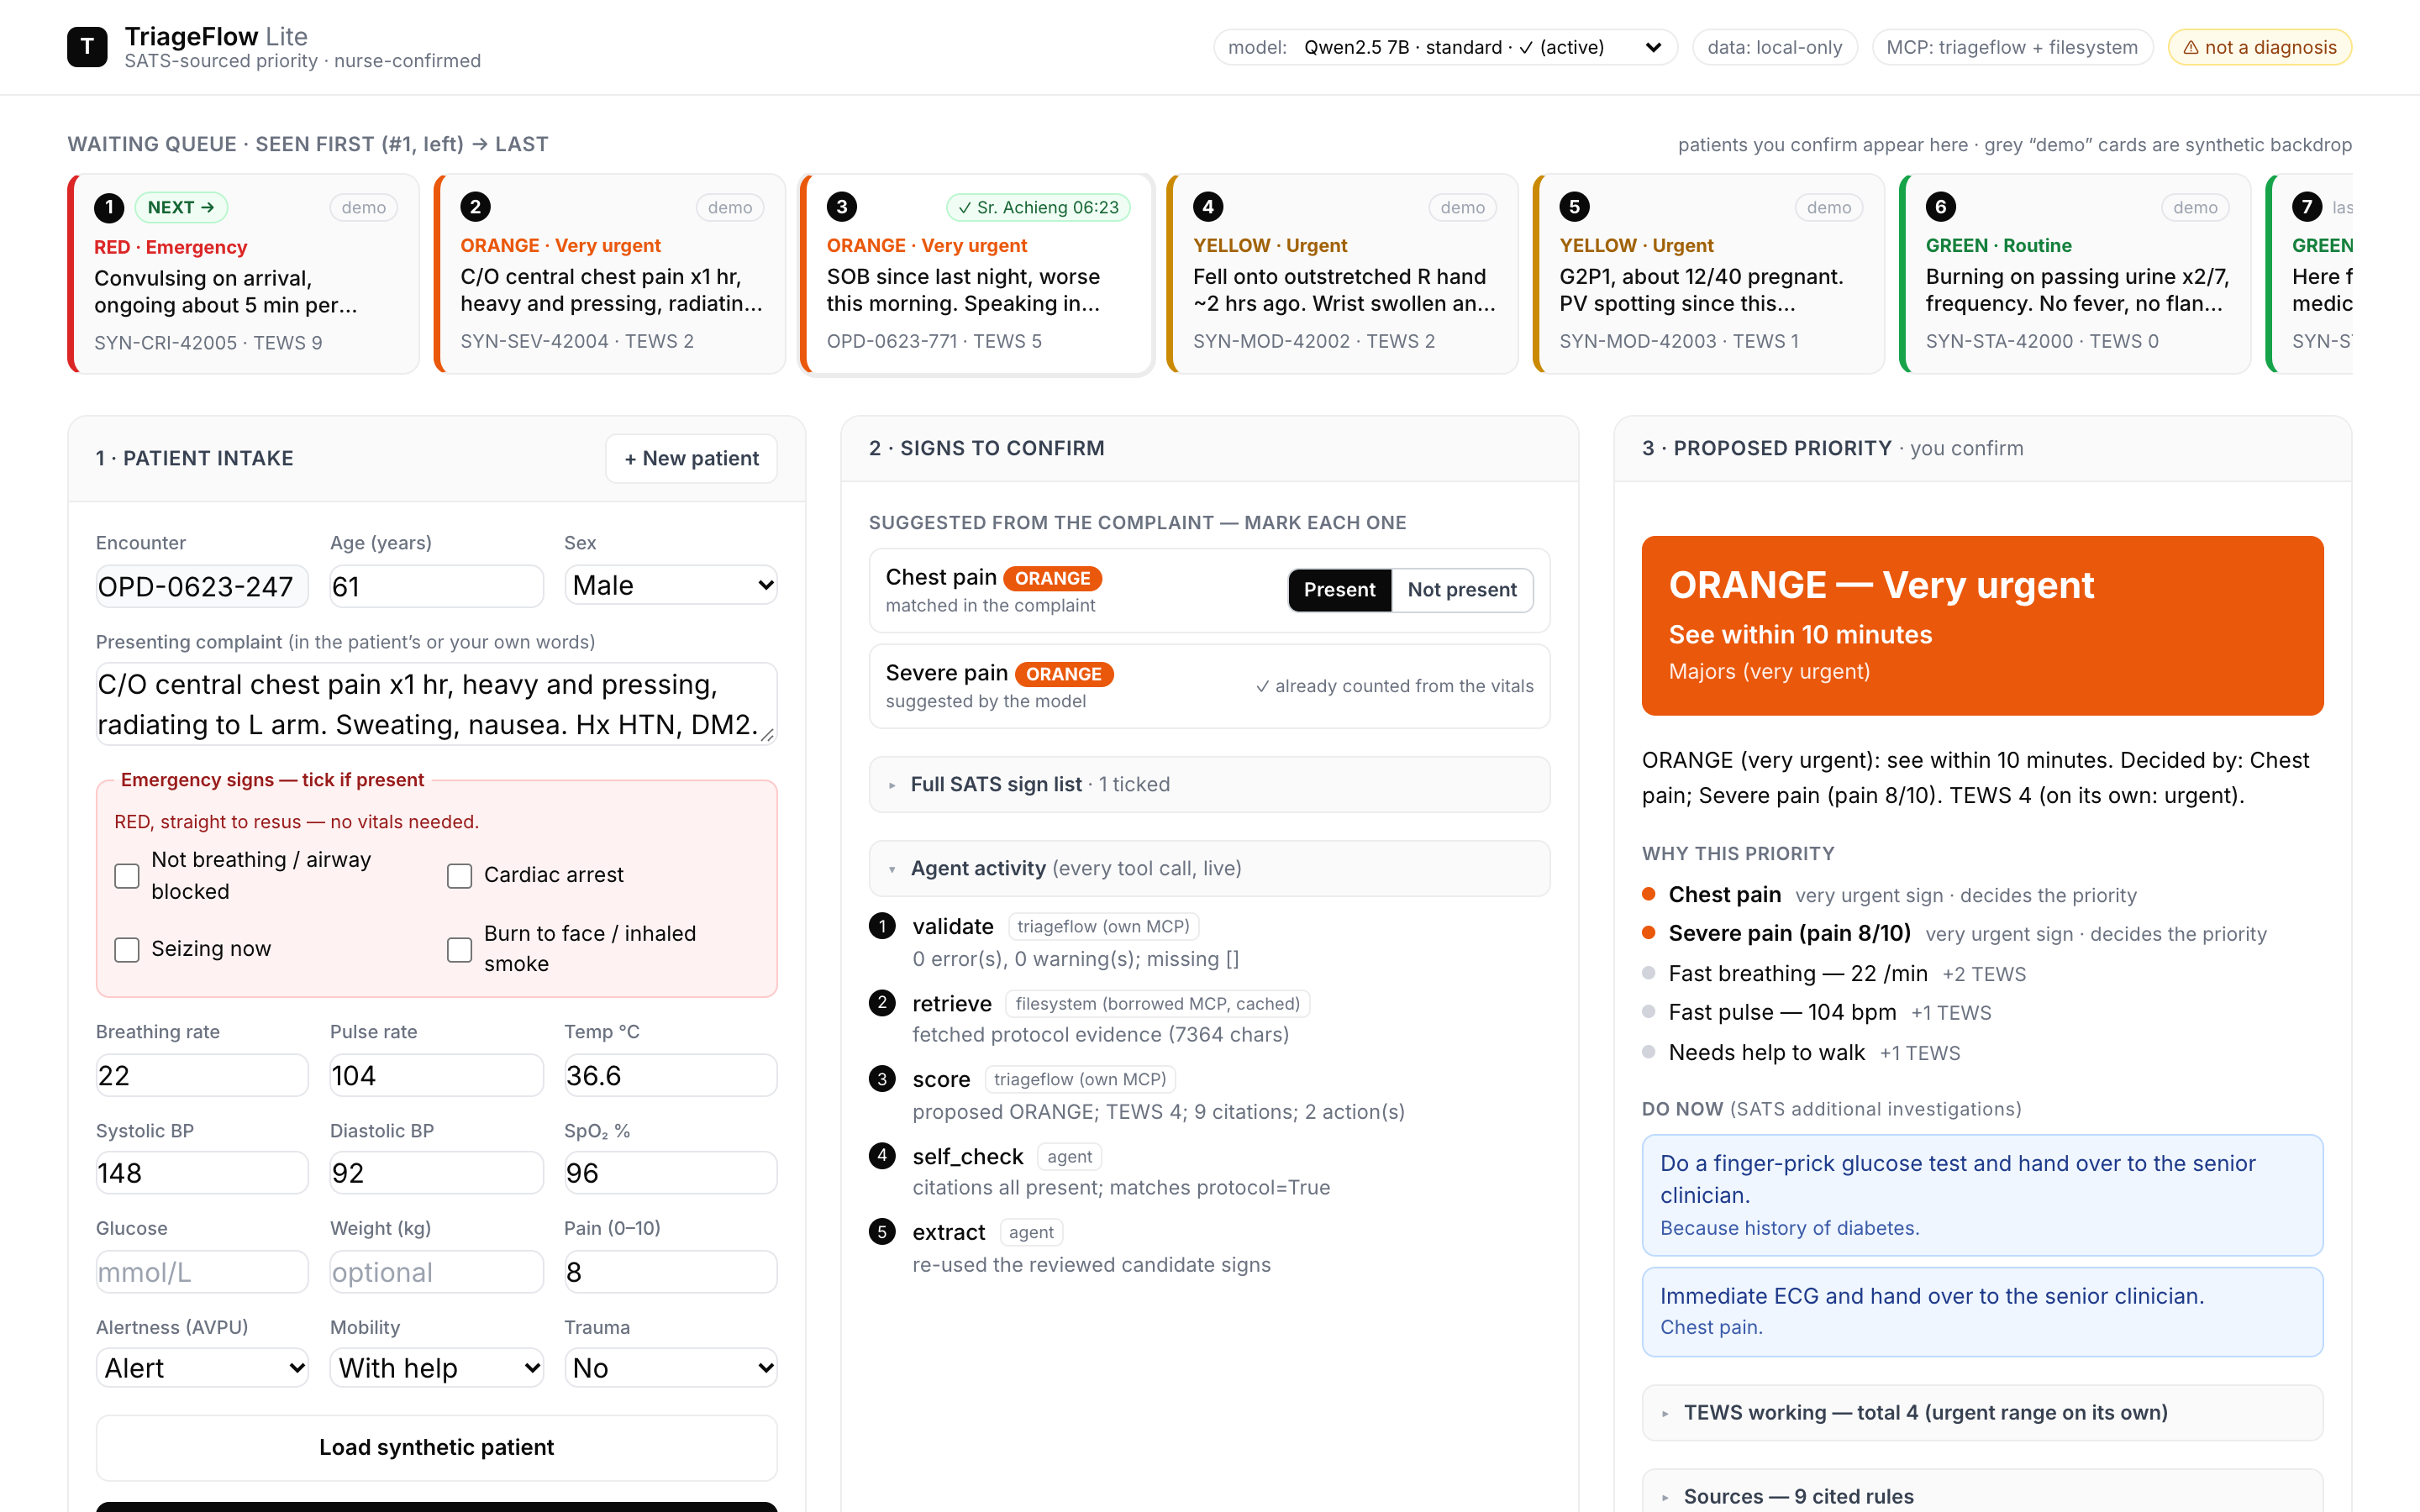 T
TriageFlow Lite
SATS-sourced priority · nurse-confirmed
model: Qwen2.5 7B · standard · ✓ (active)
data: local-only
MCP: triageflow + filesystem
⚠ not a diagnosis
WAITING QUEUE · SEEN FIRST (#1, left) → LAST
patients you confirm appear here · grey “demo” cards are synthetic backdrop
1 NEXT → demo
RED · Emergency
Convulsing on arrival,
ongoing about 5 min per...
SYN-CRI-42005 · TEWS 9
2 demo
ORANGE · Very urgent
C/O central chest pain x1 hr,
heavy and pressing, radiatin...
SYN-SEV-42004 · TEWS 2
3 ✓ Sr. Achieng 06:23
ORANGE · Very urgent
SOB since last night, worse
this morning. Speaking in...
OPD-0623-771 · TEWS 5
4 demo
YELLOW · Urgent
Fell onto outstretched R hand
~2 hrs ago. Wrist swollen an...
SYN-MOD-42002 · TEWS 2
5 demo
YELLOW · Urgent
G2P1, about 12/40 pregnant.
PV spotting since this...
SYN-MOD-42003 · TEWS 1
6 demo
GREEN · Routine
Burning on passing urine x2/7,
frequency. No fever, no flan...
SYN-STA-42000 · TEWS 0
7 las
GREEN
Here f
medic
SYN-S
1 · PATIENT INTAKE
+ New patient
Encounter Age (years) Sex
OPD-0623-247 61 Male
Presenting complaint (in the patient’s or your own words)
C/O central chest pain x1 hr, heavy and pressing,
radiating to L arm. Sweating, nausea. Hx HTN, DM2.
Emergency signs — tick if present
RED, straight to resus — no vitals needed.
Not breathing / airway
blocked
Cardiac arrest
Seizing now
Burn to face / inhaled
smoke
Breathing rate Pulse rate Temp °C
22 104 36.6
Systolic BP Diastolic BP SpO₂ %
148 92 96
Glucose Weight (kg) Pain (0–10)
mmol/L optional 8
Alertness (AVPU) Mobility Trauma
Alert With help No
Load synthetic patient
2 · SIGNS TO CONFIRM
SUGGESTED FROM THE COMPLAINT — MARK EACH ONE
Chest pain ORANGE
matched in the complaint
Present Not present
Severe pain ORANGE
suggested by the model
✓ already counted from the vitals
▸ Full SATS sign list · 1 ticked
▾ Agent activity (every tool call, live)
1 validate triageflow (own MCP)
0 error(s), 0 warning(s); missing []
2 retrieve filesystem (borrowed MCP, cached)
fetched protocol evidence (7364 chars)
3 score triageflow (own MCP)
proposed ORANGE; TEWS 4; 9 citations; 2 action(s)
4 self_check agent
citations all present; matches protocol=True
5 extract agent
re-used the reviewed candidate signs
3 · PROPOSED PRIORITY · you confirm
ORANGE — Very urgent
See within 10 minutes
Majors (very urgent)
ORANGE (very urgent): see within 10 minutes. Decided by: Chest
pain; Severe pain (pain 8/10). TEWS 4 (on its own: urgent).
WHY THIS PRIORITY
Chest pain very urgent sign · decides the priority
Severe pain (pain 8/10) very urgent sign · decides the priority
Fast breathing — 22 /min +2 TEWS
Fast pulse — 104 bpm +1 TEWS
Needs help to walk +1 TEWS
DO NOW (SATS additional investigations)
Do a finger-prick glucose test and hand over to the senior
clinician.
Because history of diabetes.
Immediate ECG and hand over to the senior clinician.
Chest pain.
▸ TEWS working — total 4 (urgent range on its own)
▸ Sources — 9 cited rules